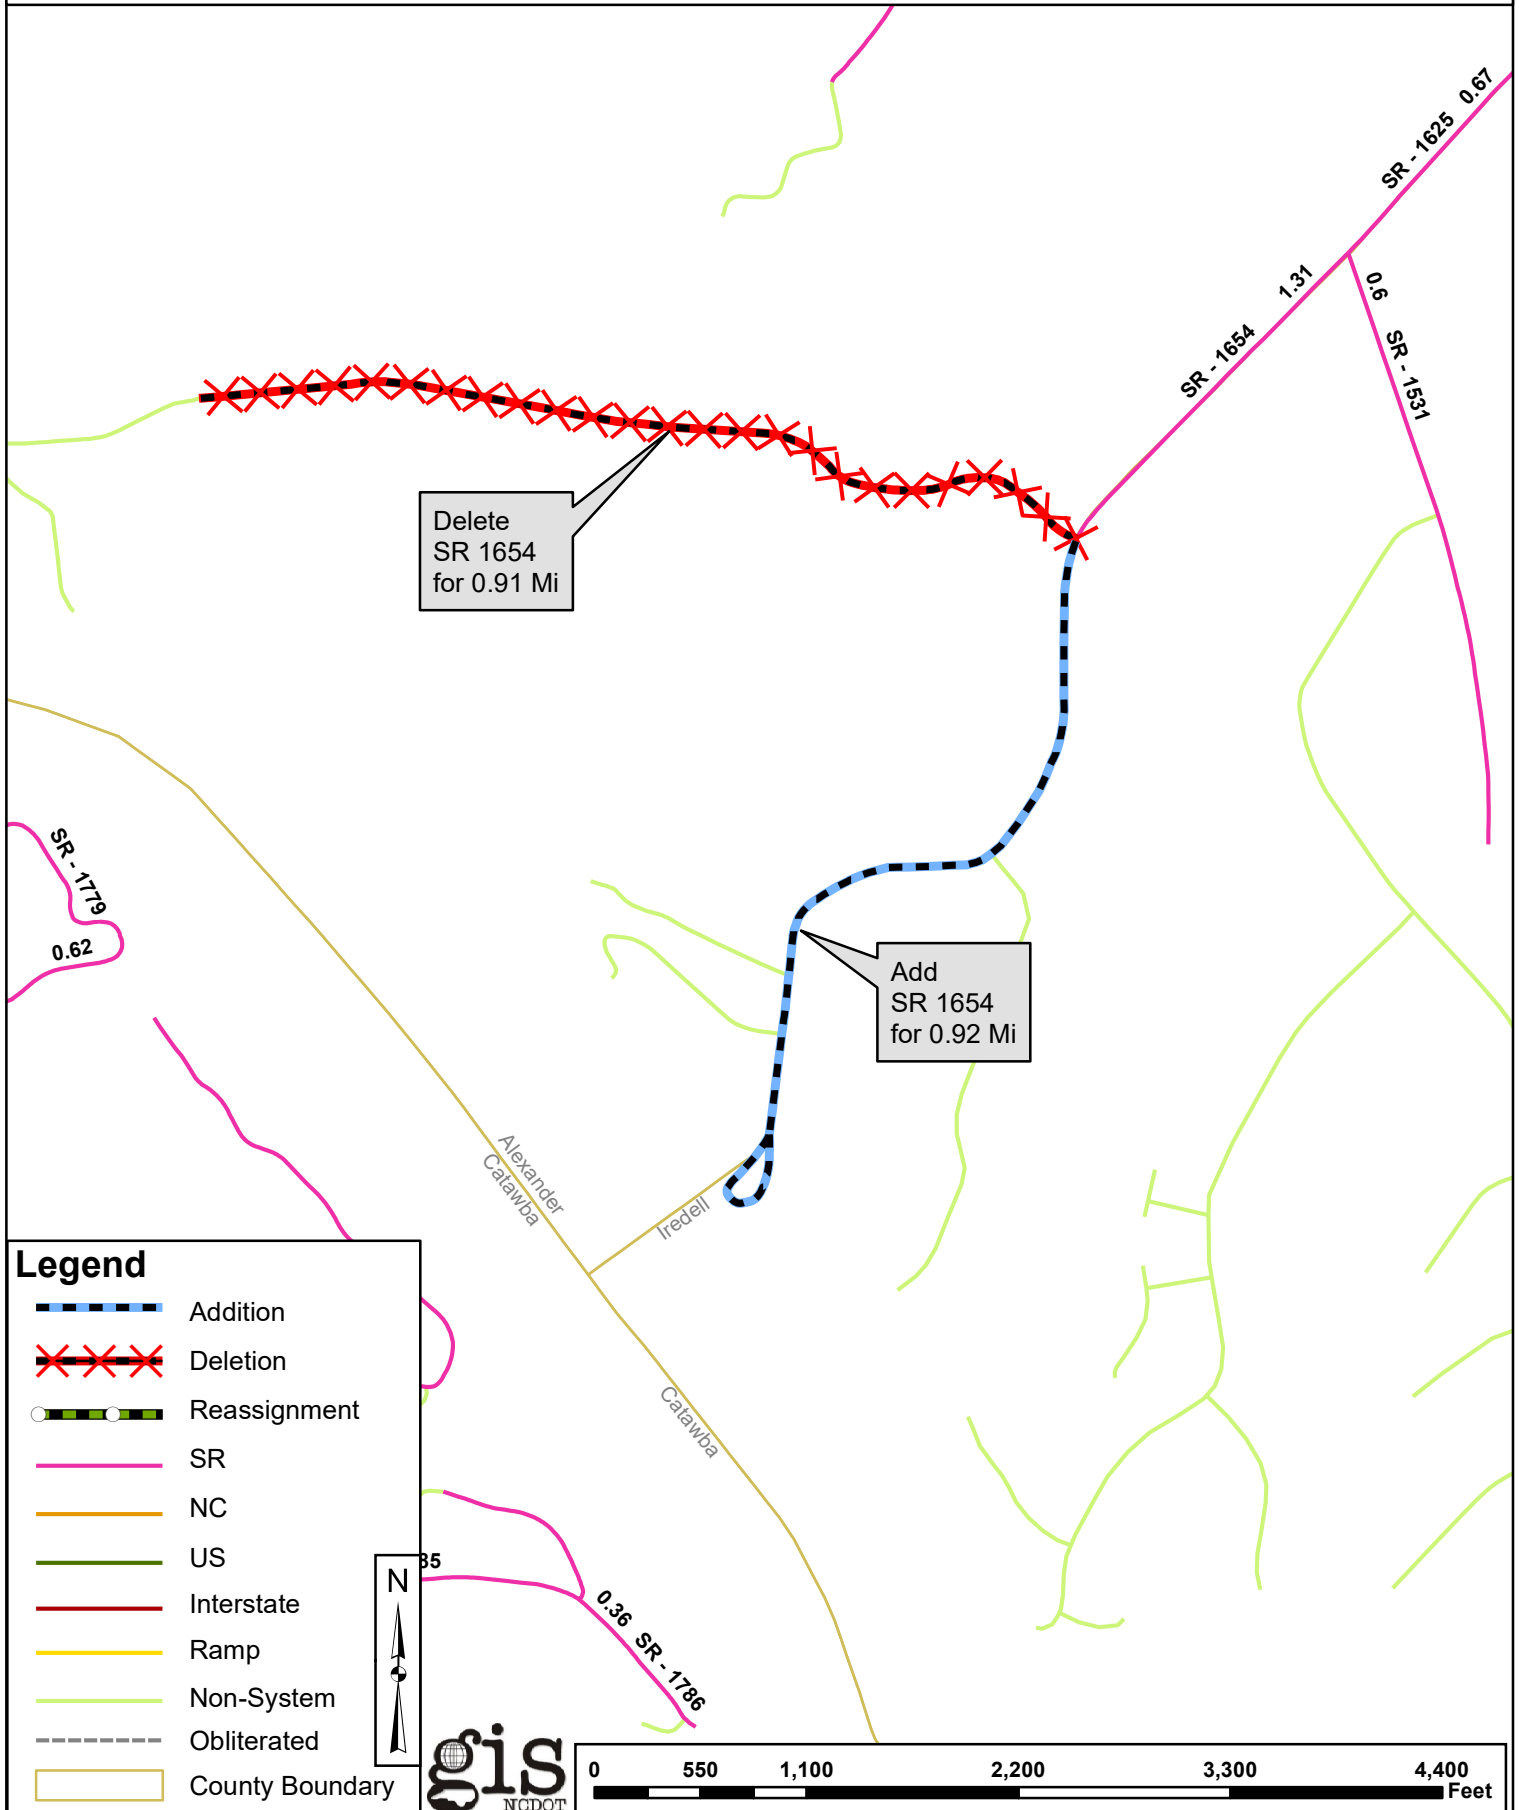 0.67
SR - 1625
1.31
0.6
SR - 1654
SR - 1531
Delete
SR 1654
for 0.91 Mi
SR - 1779
0.62
Add
SR 1654
for 0.92 Mi
Alexander
Catawba
Iredell
Catawba
Legend
Addition
Deletion
Reassignment
SR
NC
US
Interstate
Ramp
Non-System
Obliterated
County Boundary
N
35
0.36 SR - 1786
gis
NCDOT
0 550 1,100 2,200 3,300 4,400
Feet